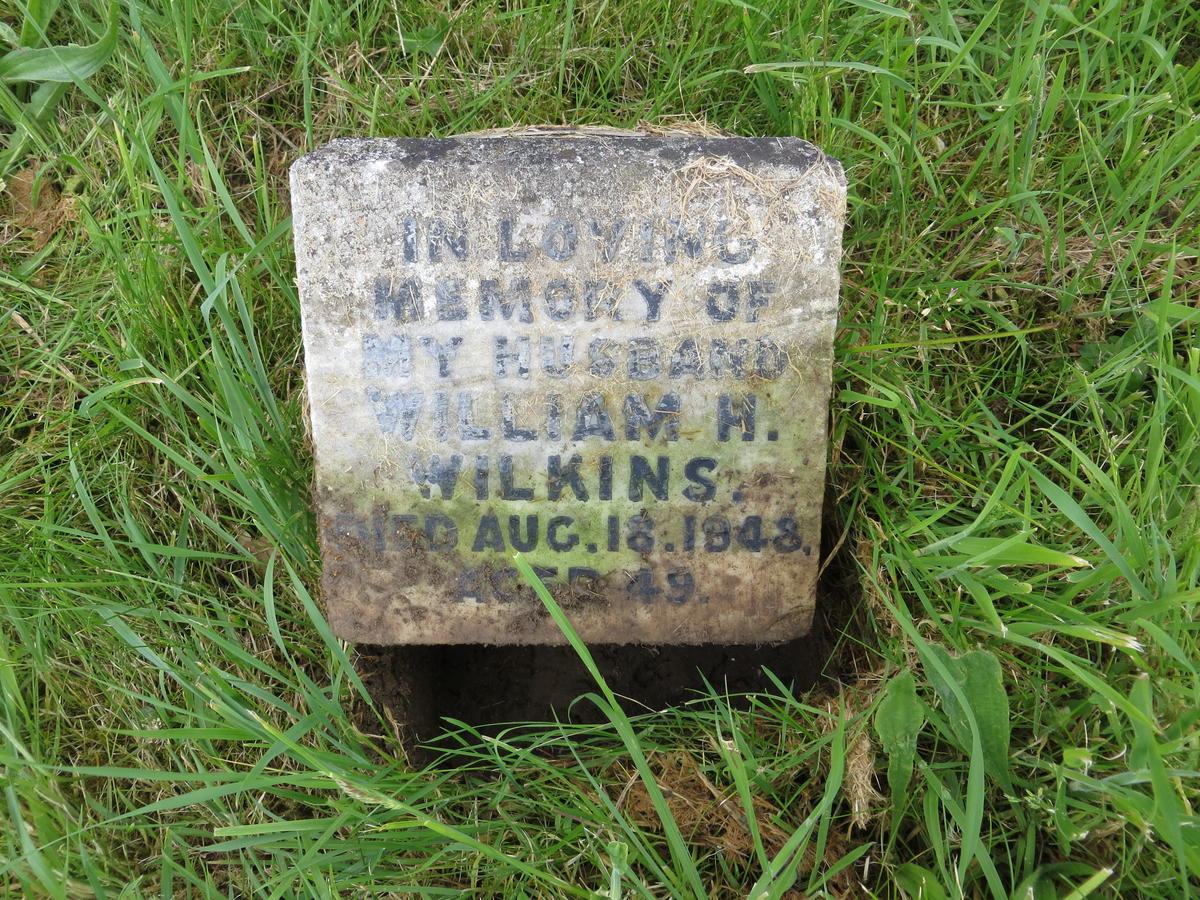 IN LOVING
MEMORY OF
MY HUSBAND
WILLIAM H.
WILKINS.
DIED AUG. 18. 1948,
AGED 49.